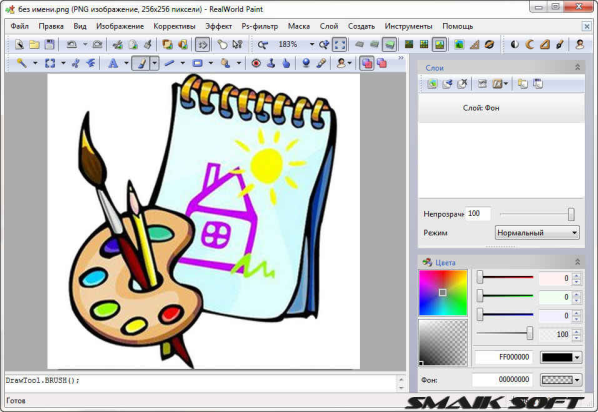 без имени.png (PNG изображение, 256x256 пиксели) - RealWorld Paint
Файл Правка Вид Изображение Коррективы Эффект Ps-фильтр Маска Слой Создать Инструменты Помощь
183%
Слои
Слой: Фон
Непрозрачн 100
Режим Нормальный
Цвета
0
0
0
100
FF000000
Фон: 00000000
DrawTool.BRUSH();
Готов
SMAIK SOFT